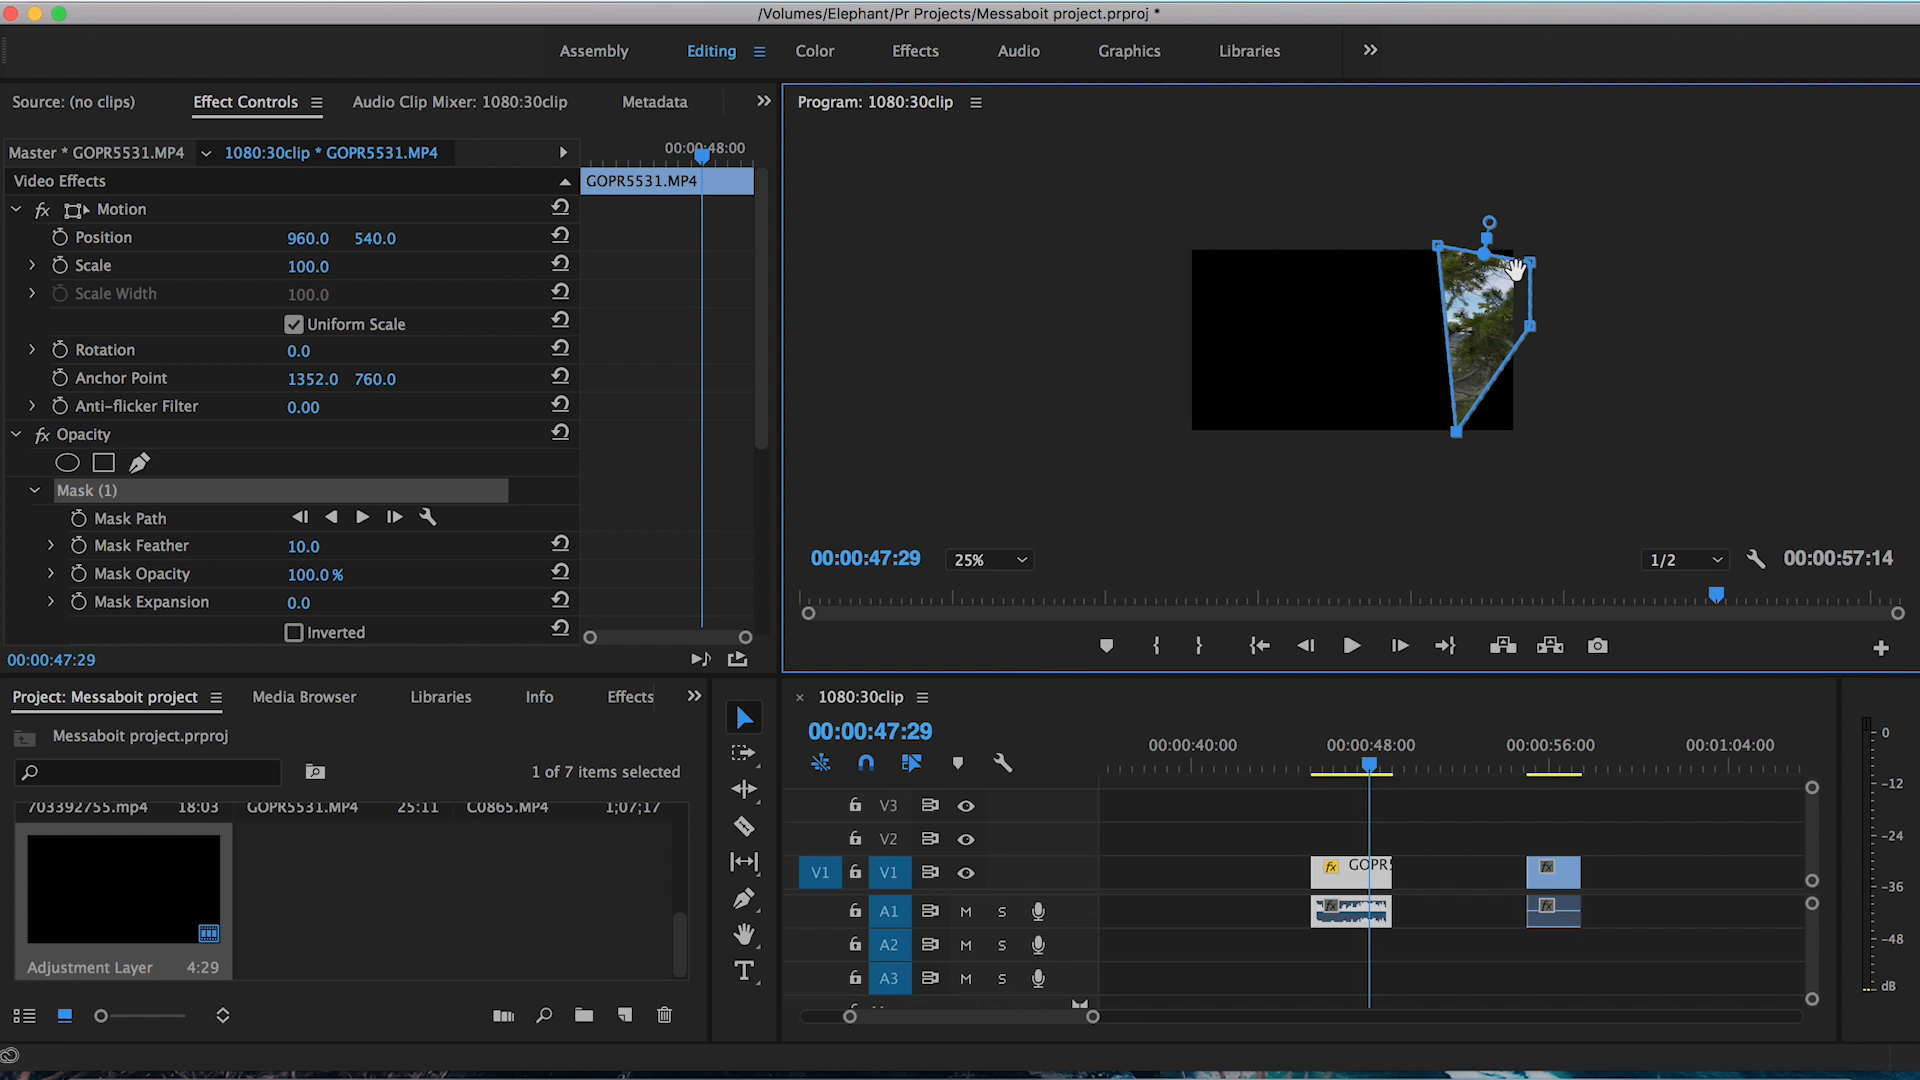 /Volumes/Elephant/Pr Projects/Messaboit project.prproj *
Assembly Editing Color Effects Audio Graphics Libraries
Source: (no clips) Effect Controls Audio Clip Mixer: 1080:30clip Metadata
Program: 1080:30clip
00:00:48:00
Master * GOPR5531.MP4 1080:30clip * GOPR5531.MP4
Video Effects GOPR5531.MP4
fx Motion
Position 960.0 540.0
Scale 100.0
Scale Width 100.0
Uniform Scale
Rotation 0.0
Anchor Point 1352.0 760.0
Anti-flicker Filter 0.00
fx Opacity
Mask (1)
Mask Path
Mask Feather 10.0
Mask Opacity 100.0 %
Mask Expansion 0.0
Inverted
00:00:47:29
00:00:47:29 25% 1/2 00:00:57:14
Project: Messaboit project Media Browser Libraries Info Effects
Messaboit project.prproj
1 of 7 items selected
703392755.mp4 18:03 GOPR5531.MP4 25:11 C0865.MP4 1;07;17
Adjustment Layer 4:29
T
× 1080:30clip
00:00:47:29
00:00:40:00 00:00:48:00 00:00:56:00 00:01:04:00
V3
V2
V1 V1 fx GOPR5 fx
A1 M S fx fx
A2 M S
A3 M S
0
-12
-24
-36
-48
dB